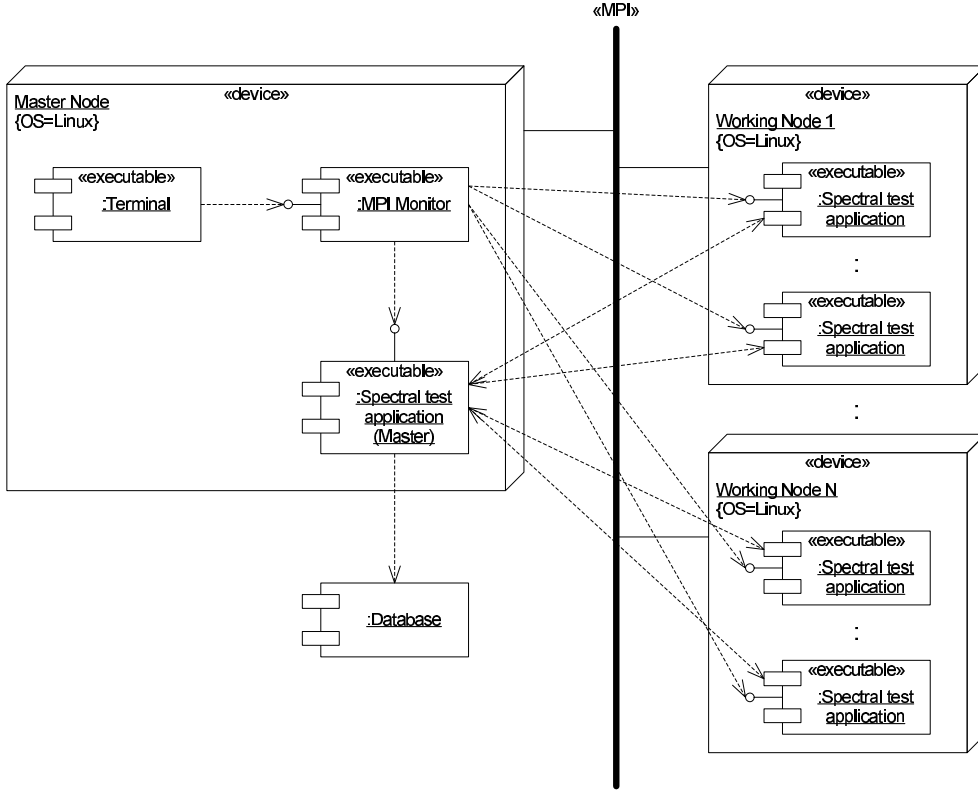 «MPI»
«device»
Master Node
{OS=Linux}
«executable»
:Terminal
«executable»
:MPI Monitor
«executable»
:Spectral test
application
(Master)
:Database
«device»
Working Node 1
{OS=Linux}
«executable»
:Spectral test
application
:
«executable»
:Spectral test
application
:
«device»
Working Node N
{OS=Linux}
«executable»
:Spectral test
application
:
«executable»
:Spectral test
application